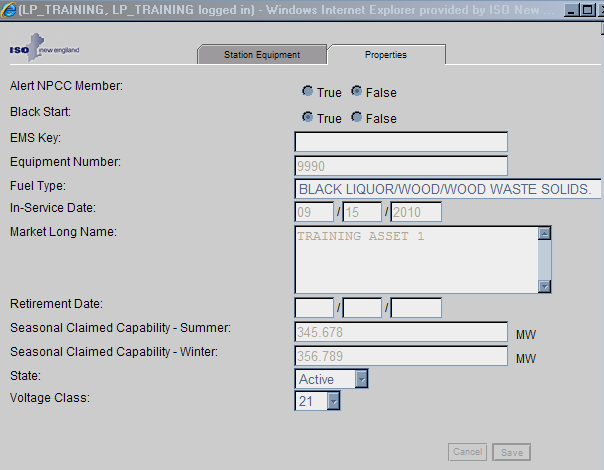 (LP_TRAINING, LP_TRAINING logged in) - Windows Internet Explorer provided by ISO New ...
ISO new england
Station Equipment Properties
Alert NPCC Member: True False
Black Start: True False
EMS Key:
Equipment Number: 9990
Fuel Type: BLACK LIQUOR/WOOD/WOOD WASTE SOLIDS.
In-Service Date: 09 / 15 / 2010
Market Long Name: TRAINING ASSET 1
Retirement Date: / /
Seasonal Claimed Capability - Summer: 345.678 MW
Seasonal Claimed Capability - Winter: 356.789 MW
State: Active
Voltage Class: 21
Cancel Save